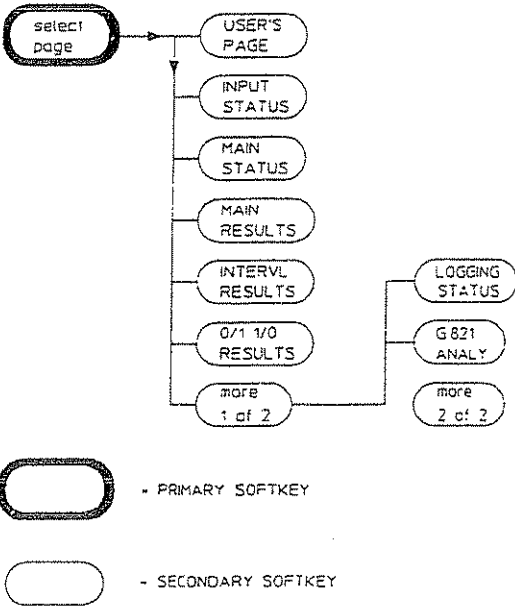 select
page
USER'S
PAGE
INPUT
STATUS
MAIN
STATUS
MAIN
RESULTS
INTERVL
RESULTS
0/1 1/0
RESULTS
more
1 of 2
LOGGING
STATUS
G821
ANALY
more
2 of 2
- PRIMARY SOFTKEY
- SECONDARY SOFTKEY